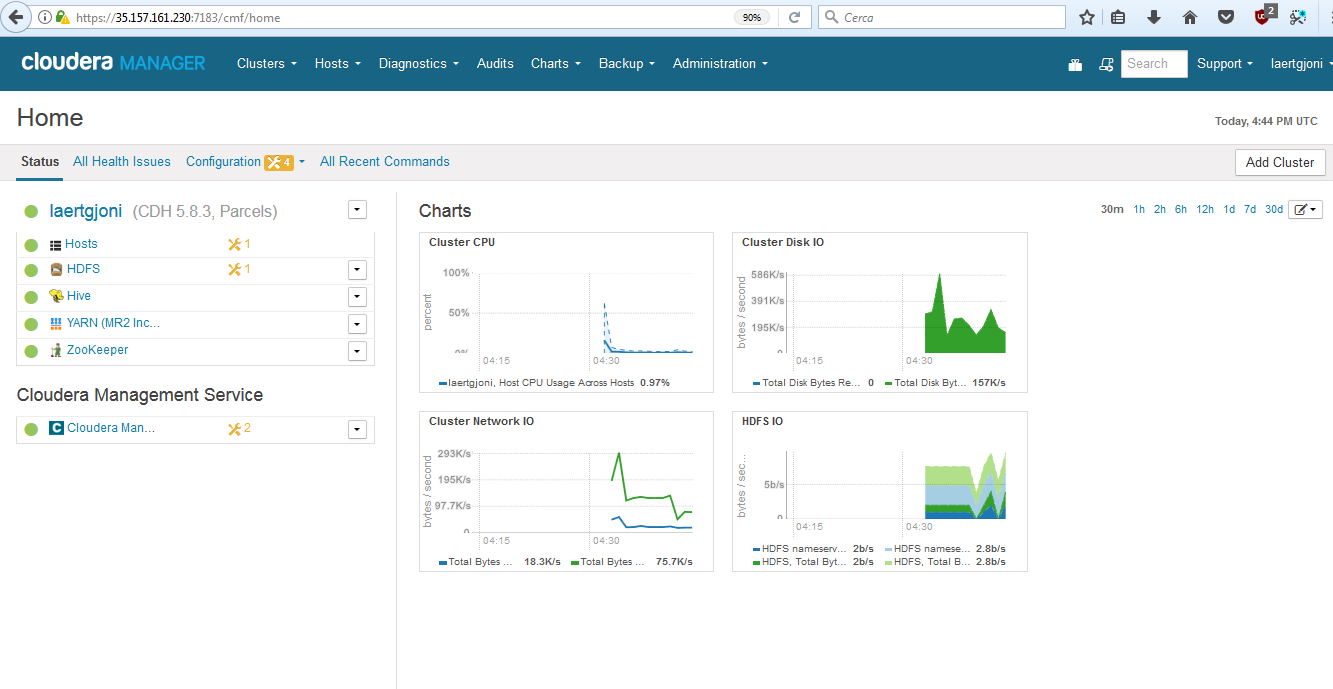 https://35.157.161.230:7183/cmf/home
90%
Cerca
2
cloudera MANAGER
Clusters
Hosts
Diagnostics
Audits
Charts
Backup
Administration
Search
Support
laertgjoni
Home
Today, 4:44 PM UTC
Status
All Health Issues
Configuration
4
All Recent Commands
Add Cluster
laertgjoni (CDH 5.8.3, Parcels)
Hosts
1
HDFS
1
Hive
YARN (MR2 Inc...
ZooKeeper
Cloudera Management Service
C
Cloudera Man...
2
Charts
30m 1h 2h 6h 12h 1d 7d 30d
Cluster CPU
percent
100%
50%
0%
04:15
04:30
laertgjoni, Host CPU Usage Across Hosts 0.97%
Cluster Disk IO
bytes / second
586K/s
391K/s
195K/s
0
04:15
04:30
Total Disk Bytes Re... 0
Total Disk Byt... 157K/s
Cluster Network IO
bytes / second
293K/s
195K/s
97.7K/s
0
04:15
04:30
Total Bytes ... 18.3K/s
Total Bytes ... 75.7K/s
HDFS IO
bytes / sec...
5b/s
0
04:15
04:30
HDFS nameserv... 2b/s
HDFS namese... 2.8b/s
HDFS, Total Byt... 2b/s
HDFS, Total B... 2.8b/s